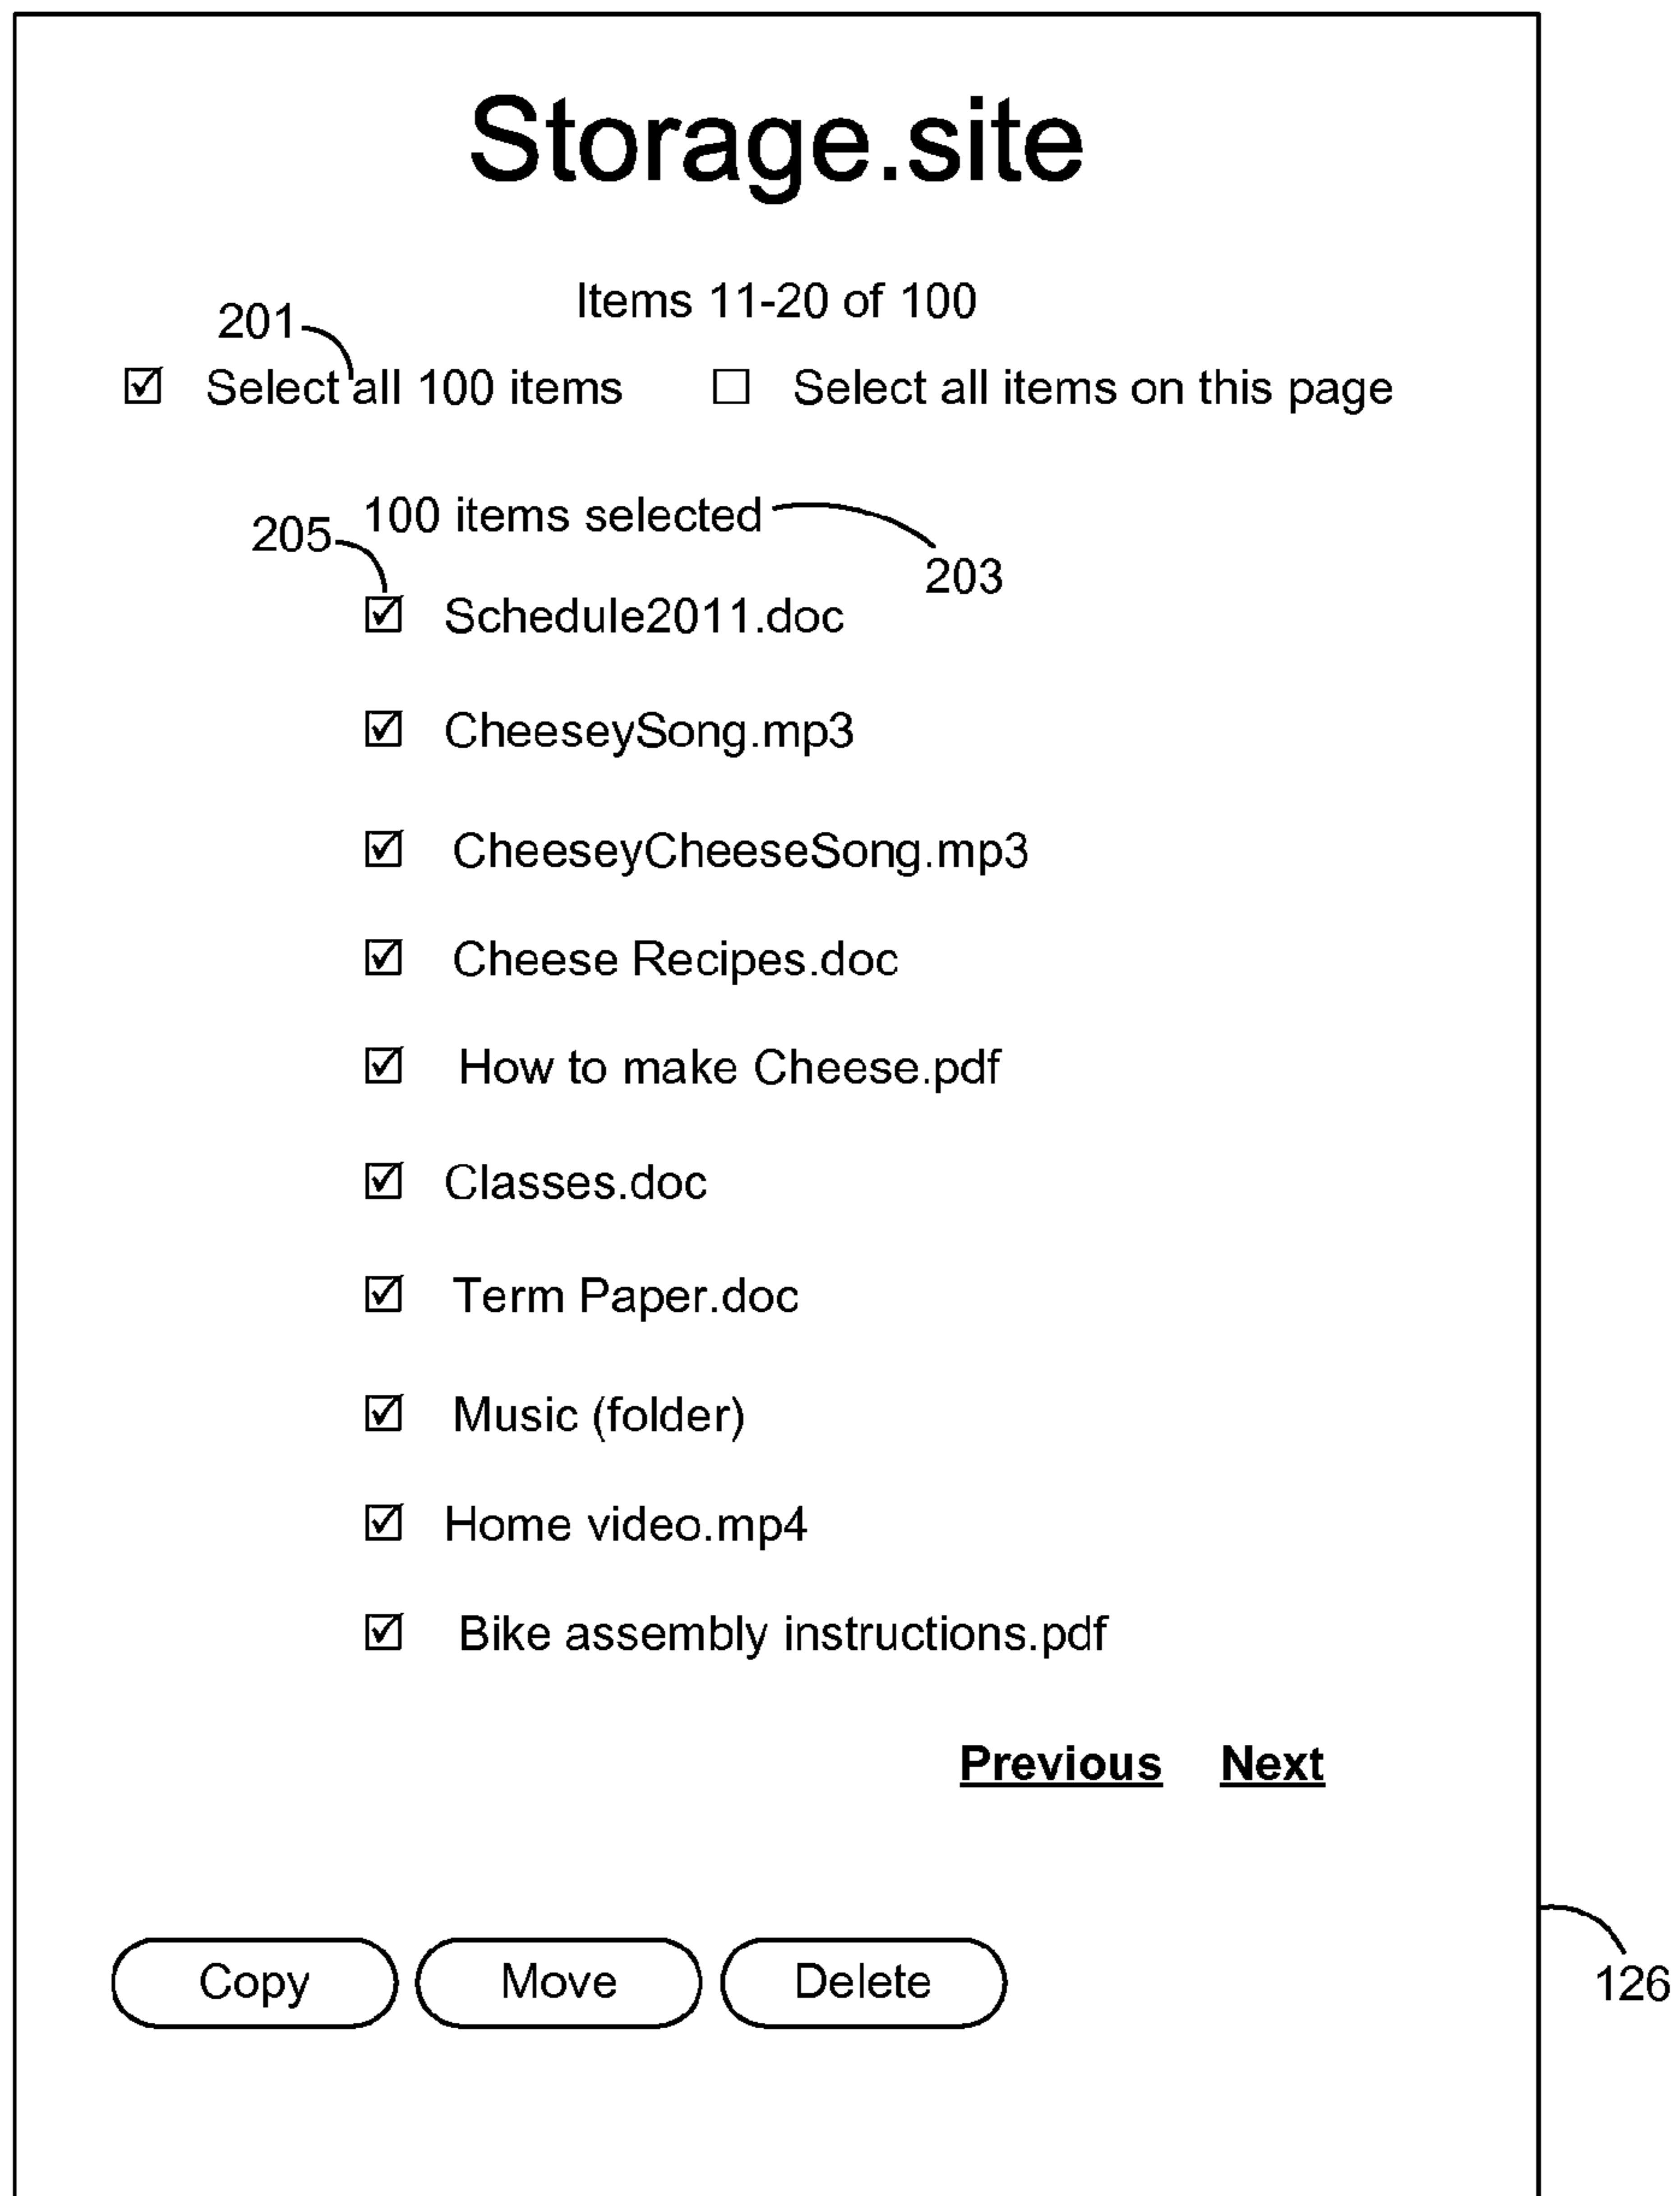 Storage.site
Items 11-20 of 100
201
Select all 100 items Select all items on this page
100 items selected
205
203
Schedule2011.doc
CheeseySong.mp3
CheeseyCheeseSong.mp3
Cheese Recipes.doc
How to make Cheese.pdf
Classes.doc
Term Paper.doc
Music (folder)
Home video.mp4
Bike assembly instructions.pdf
Previous Next
Copy Move Delete
126